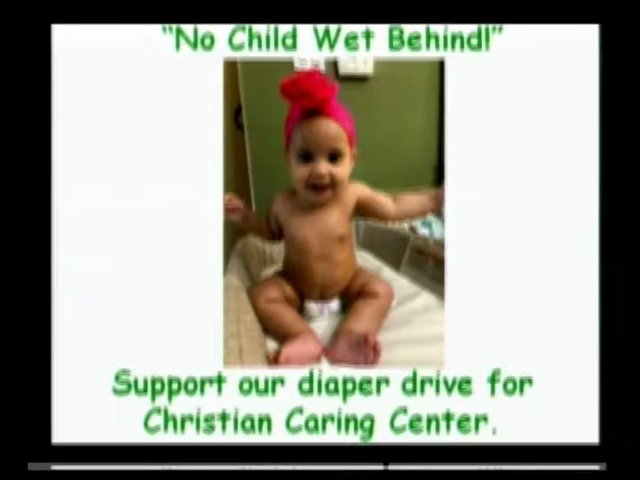 "No Child Wet Behind!"
Support our diaper drive for
Christian Caring Center.